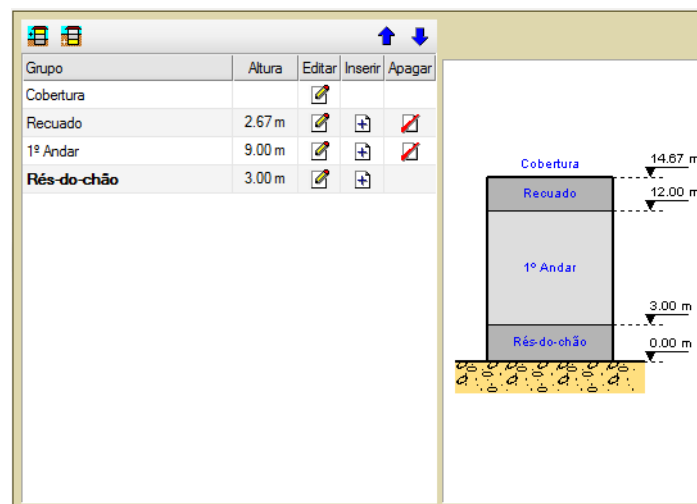 Grupo Altura Editar Inserir Apagar
Cobertura
Recuado 2.67 m
1º Andar 9.00 m
Rés-do-chão 3.00 m
Cobertura 14.67 m
Recuado 12.00 m
1º Andar
3.00 m
Rés-do-chão 0.00 m